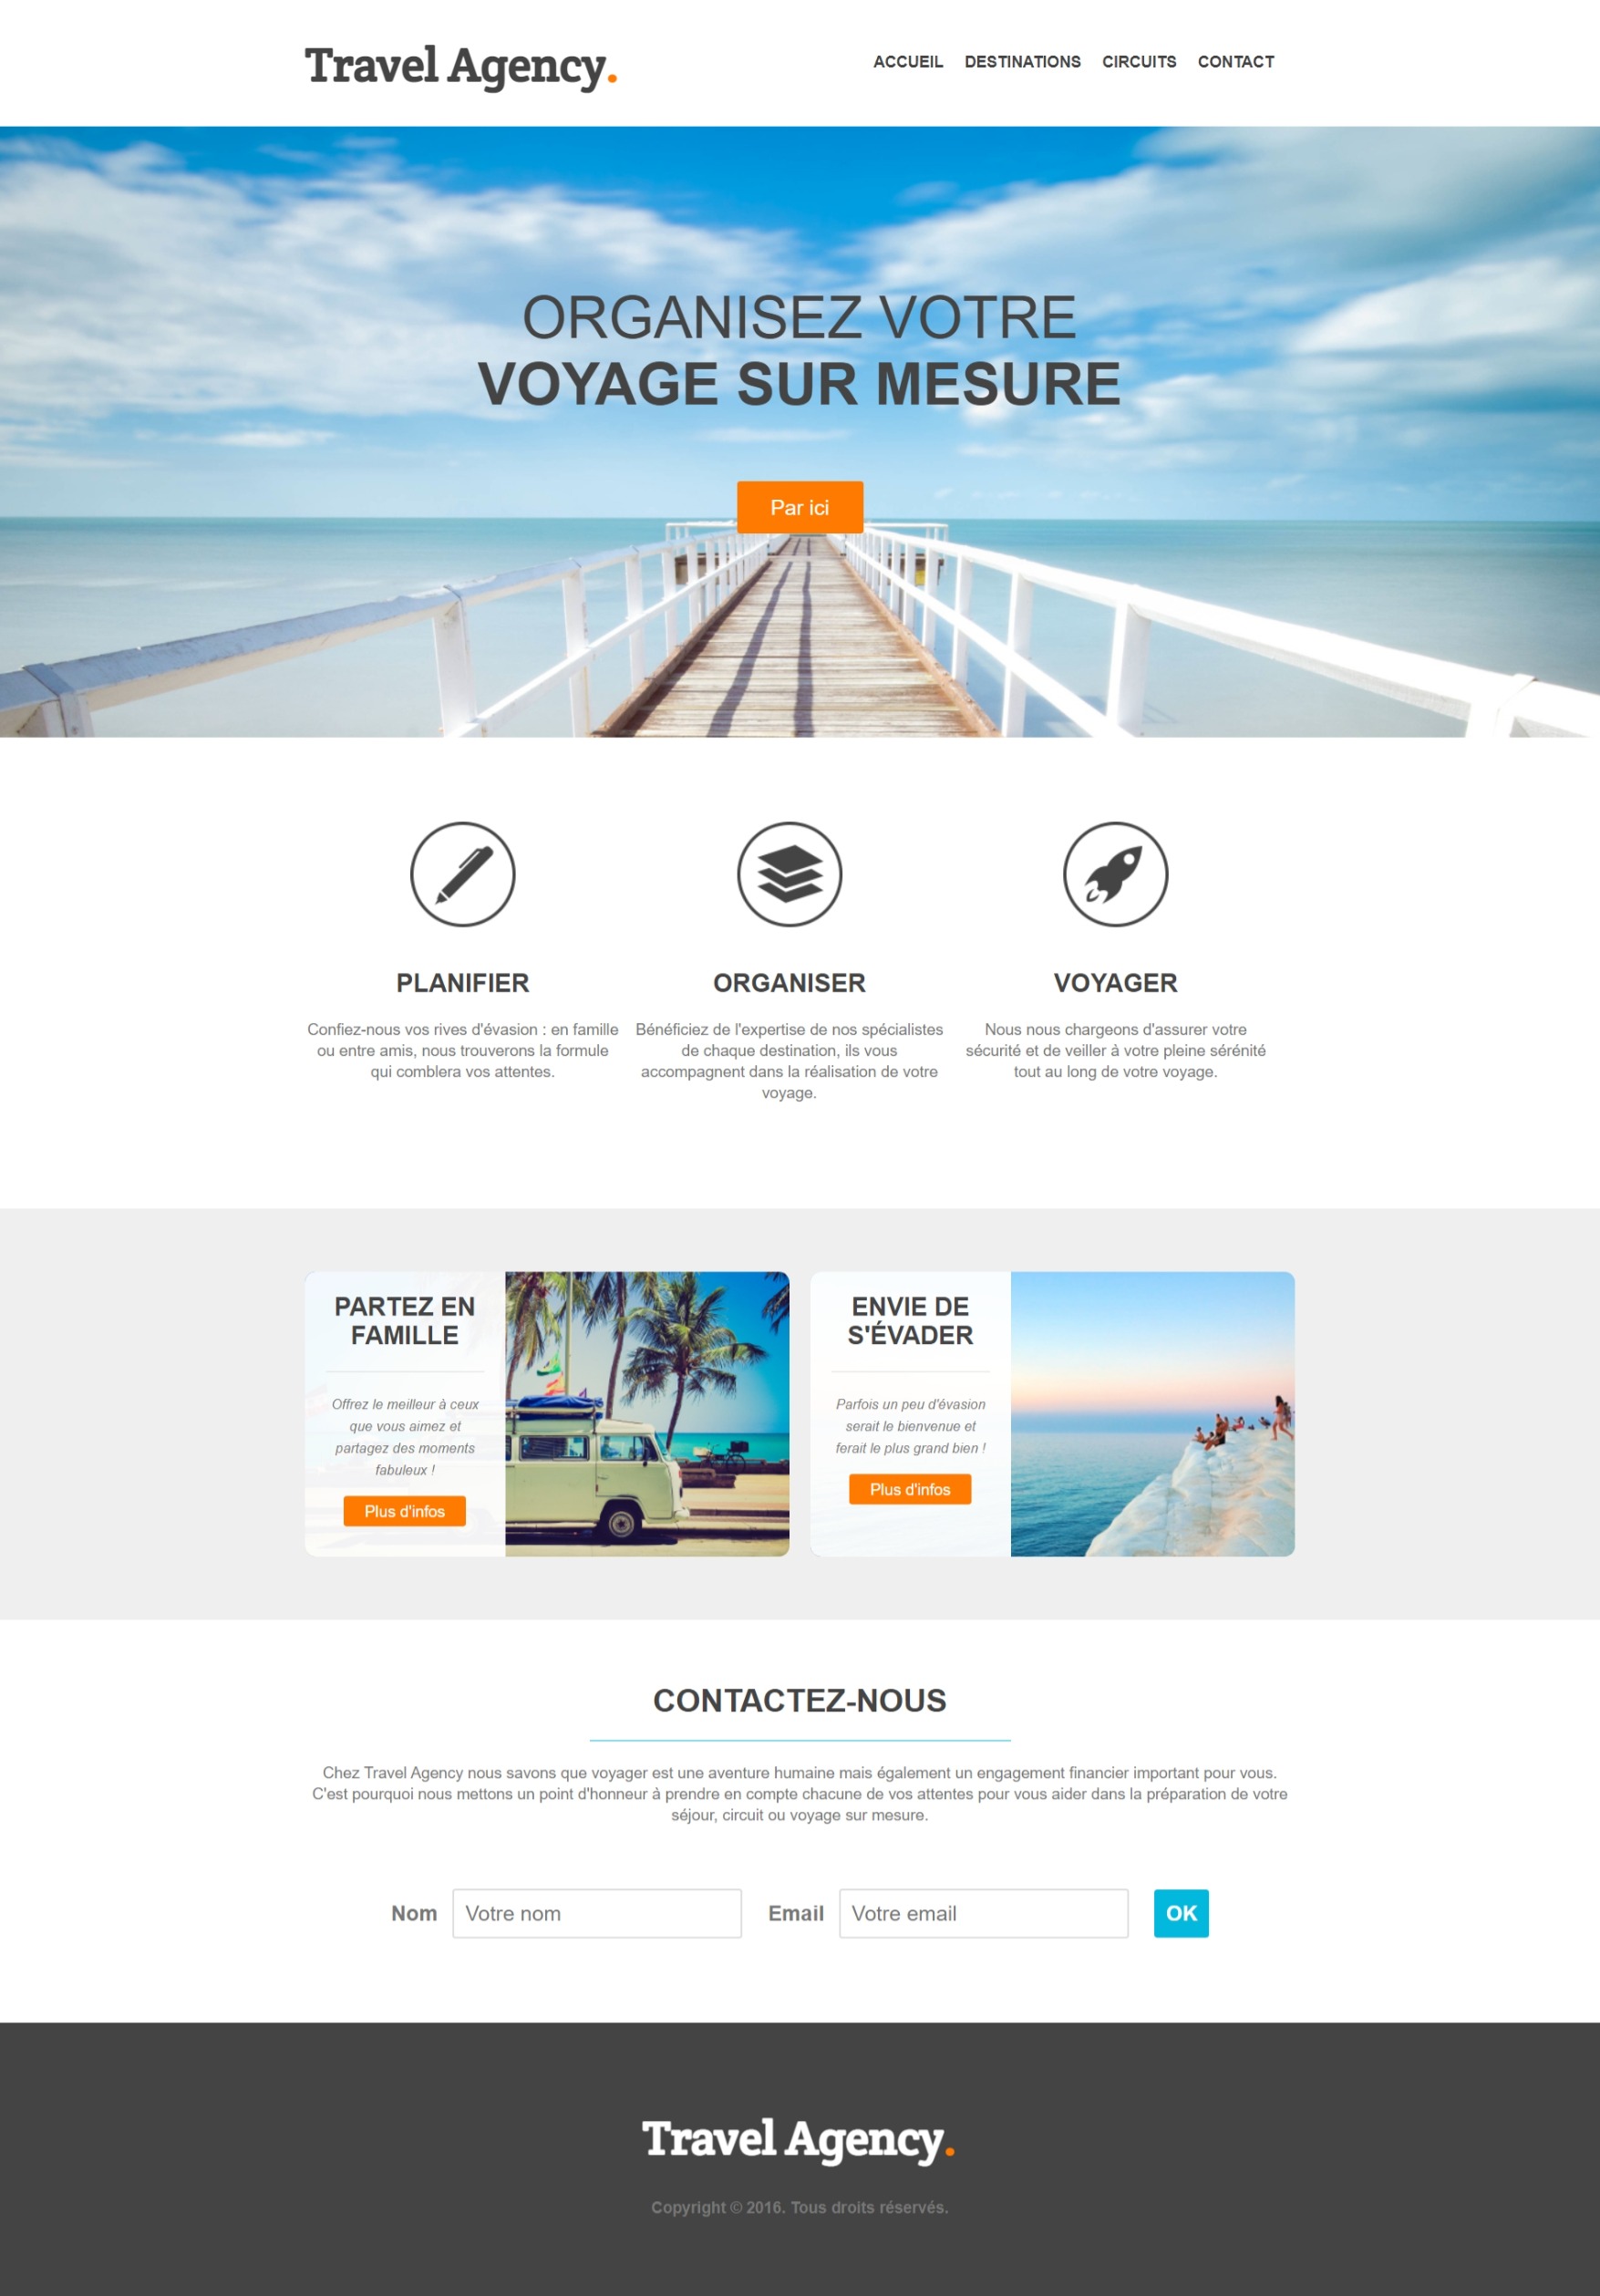 Travel Agency.
ACCUEIL DESTINATIONS CIRCUITS CONTACT
ORGANISEZ VOTRE
VOYAGE SUR MESURE
Par ici
PLANIFIER
Confiez-nous vos rives d'évasion : en famille
ou entre amis, nous trouverons la formule
qui comblera vos attentes.
ORGANISER
Bénéficiez de l'expertise de nos spécialistes
de chaque destination, ils vous
accompagnent dans la réalisation de votre
voyage.
VOYAGER
Nous nous chargeons d'assurer votre
sécurité et de veiller à votre pleine sérénité
tout au long de votre voyage.
PARTEZ EN
FAMILLE
Offrez le meilleur à ceux
que vous aimez et
partagez des moments
fabuleux !
Plus d'infos
ENVIE DE
S'ÉVADER
Parfois un peu d'évasion
serait le bienvenue et
ferait le plus grand bien !
Plus d'infos
CONTACTEZ-NOUS
Chez Travel Agency nous savons que voyager est une aventure humaine mais également un engagement financier important pour vous.
C'est pourquoi nous mettons un point d'honneur à prendre en compte chacune de vos attentes pour vous aider dans la préparation de votre
séjour, circuit ou voyage sur mesure.
Nom Votre nom Email Votre email OK
Travel Agency.
Copyright © 2016. Tous droits réservés.